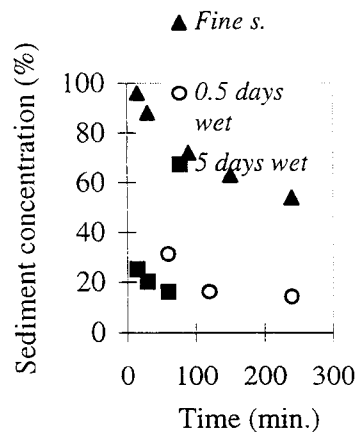 Fine s.
0.5 days
wet
5 days wet
Sediment concentration (%)
100
80
60
40
20
0
0 100 200 300
Time (min.)